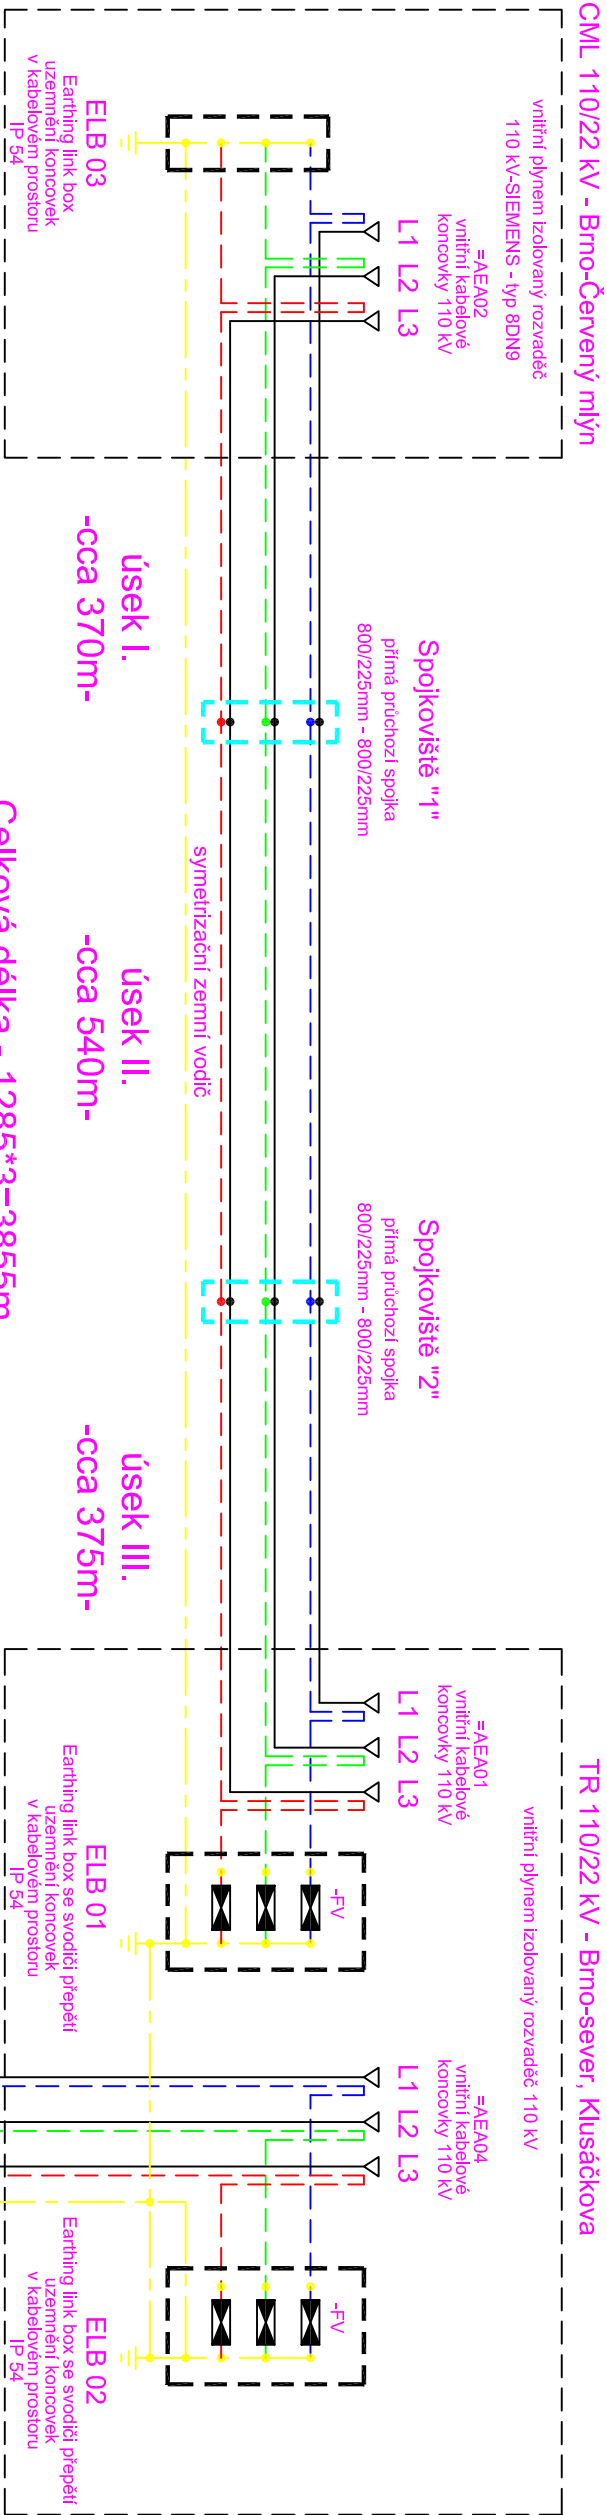 CML 110/22 kV - Brno-Červený mlýn
vnitřní plynem izolovaný rozvaděč
110 kV-SIEMENS - typ 8DN9
=AEA02
vnitřní kabelové
koncovky 110 kV
L1 L2 L3
ELB 03
Earthing link box
uzemnění koncovek
v kabelovém prostoru
IP 54
Spojkoviště "1"
přímá průchozí spojka
800/225mm - 800/225mm
úsek I.
-cca 370m-
symetrizační zemní vodič
úsek II.
-cca 540m-
Celková délka - 1285*3=3855m
Spojkoviště "2"
přímá průchozí spojka
800/225mm - 800/225mm
úsek III.
-cca 375m-
TR 110/22 kV - Brno-sever, Klusáčkova
vnitřní plynem izolovaný rozvaděč 110 kV
=AEA01
vnitřní kabelové
koncovky 110 kV
L1 L2 L3
-FV
ELB 01
Earthing link box se svodiči přepětí
uzemnění koncovek
v kabelovém prostoru
IP 54
=AEA04
vnitřní kabelové
koncovky 110 kV
L1 L2 L3
-FV
ELB 02
Earthing link box se svodiči přepětí
uzemnění koncovek
v kabelovém prostoru
IP 54